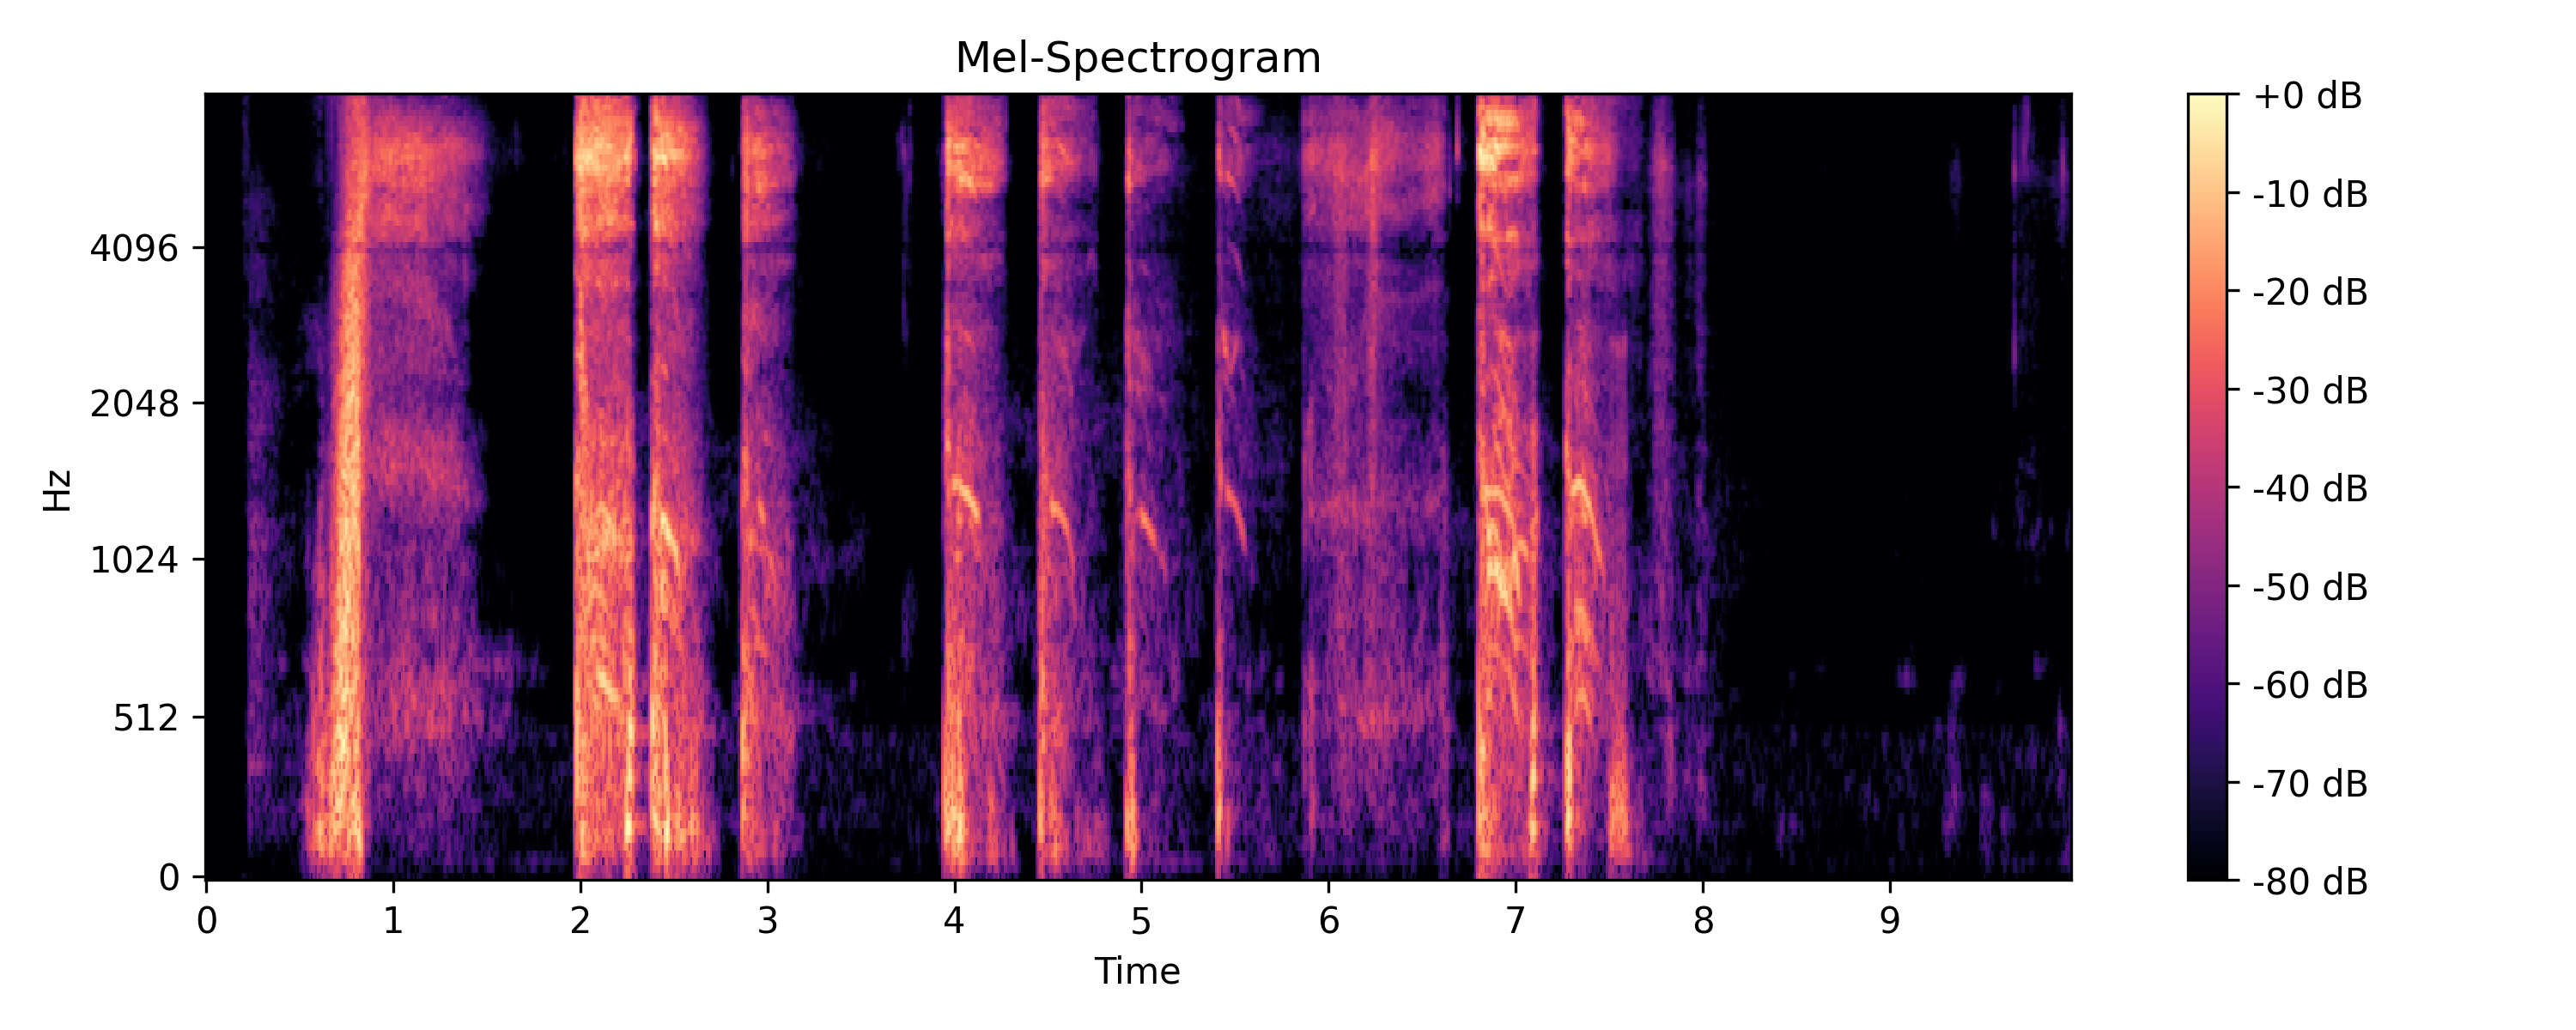 Mel-Spectrogram
+0 dB
-10 dB
-20 dB
-30 dB
-40 dB
-50 dB
-60 dB
-70 dB
-80 dB
Hz
4096
2048
1024
512
0
0 1 2 3 4 5 6 7 8 9
Time